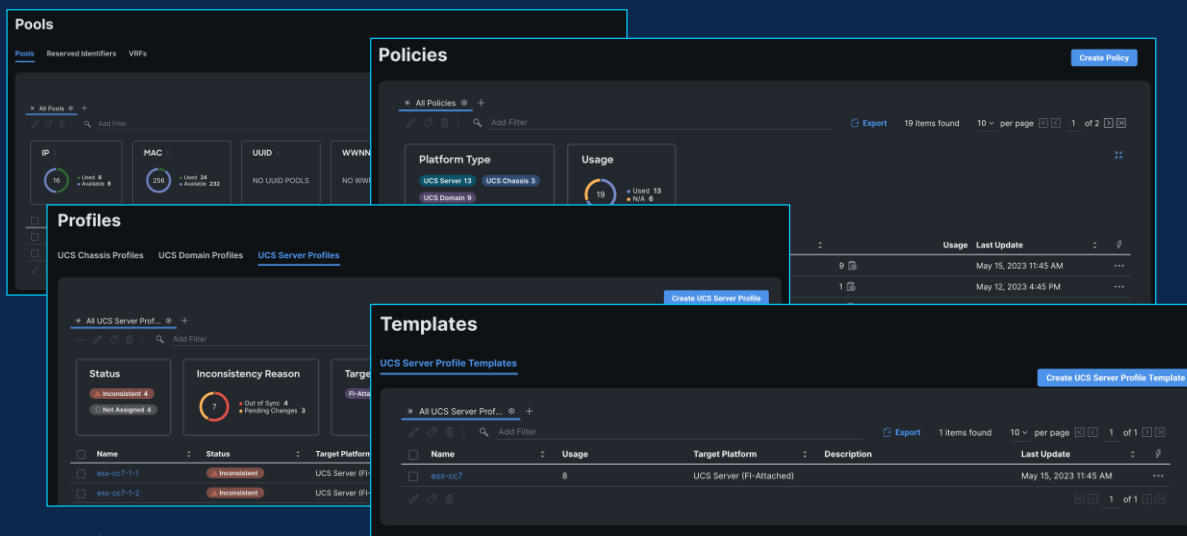 Pools
Pools Reserved Identifiers VRFs
All Pools +
Add Filter
IP
16
Used 8
Available 8
MAC
256
Used 24
Available 232
UUID
NO UUID POOLS
WWNN
Policies
Create Policy
All Policies +
Add Filter
Export 19 items found 10 per page 1 of 2
Platform Type
UCS Server 13 UCS Chassis 3
UCS Domain 9
Usage
19
Used 13
N/A 6
Usage Last Update
9 May 15, 2023 11:45 AM
1 May 12, 2023 4:45 PM
Profiles
UCS Chassis Profiles UCS Domain Profiles UCS Server Profiles
Create UCS Server Profile
All UCS Server Prof... +
Add Filter
Status
Inconsistent 4
Not Assigned 4
Inconsistency Reason
7
Out of Sync 4
Pending Changes 3
Name Status Target Platform
esx-cc7-1-1 Inconsistent UCS Server (FI-
esx-cc7-1-2 Inconsistent UCS Server (FI-
Templates
UCS Server Profile Templates
Create UCS Server Profile Template
All UCS Server Prof... +
Add Filter
Export 1 items found 10 per page 1 of 1
Name Usage Target Platform Description Last Update
esx-cc7 8 UCS Server (FI-Attached) May 15, 2023 11:45 AM
1 of 1